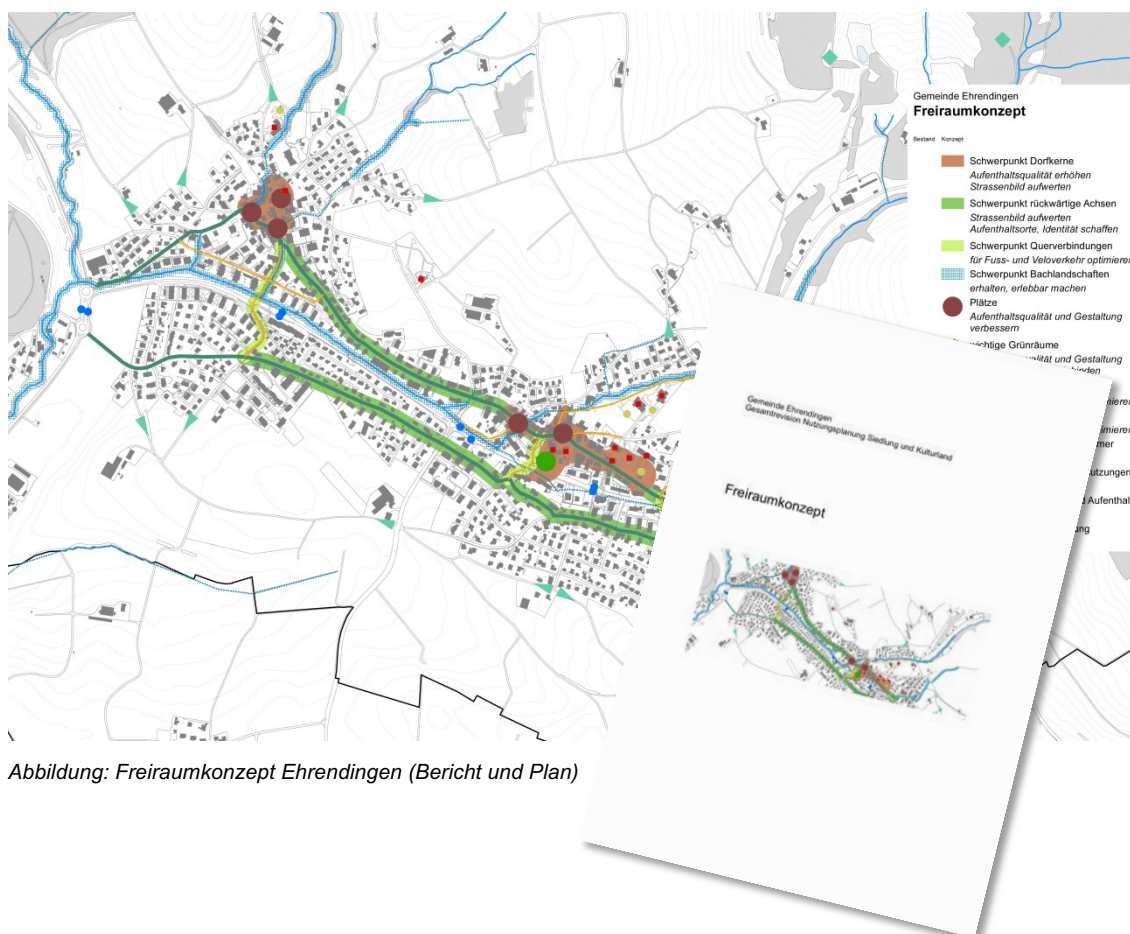 Gemeinde Ehrendingen
Freiraumkonzept
Bestand Konzept
Schwerpunkt Dorfkerne
Aufenthaltsqualität erhöhen
Strassenbild aufwerten
Schwerpunkt rückwärtige Achsen
Strassenbild aufwerten
Aufenthaltsorte, Identität schaffen
Schwerpunkt Querverbindungen
für Fuss- und Veloverkehr optimieren
Schwerpunkt Bachlandschaften
erhalten, erlebbar machen
Plätze
Aufenthaltsqualität und Gestaltung
verbessern
wichtige Grünräume
und Gestaltung
Gemeinde Ehrendingen
Gesamtrevision Nutzungsplanung Siedlung und Kulturland
Freiraumkonzept
Abbildung: Freiraumkonzept Ehrendingen (Bericht und Plan)